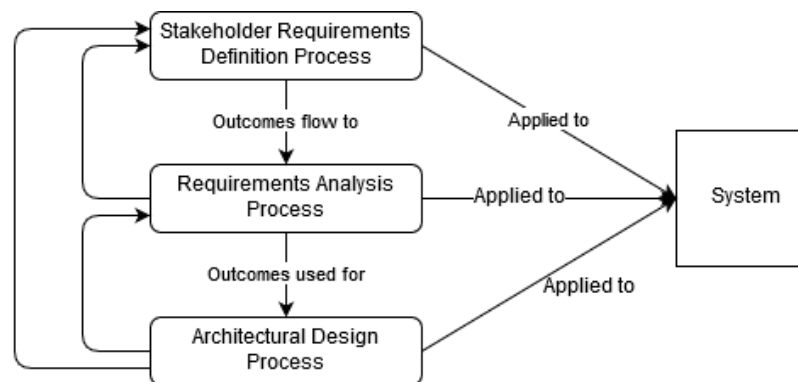 Stakeholder Requirements
Definition Process
Outcomes flow to
Applied to
Requirements Analysis
Process
Applied to
System
Outcomes used for
Applied to
Architectural Design
Process